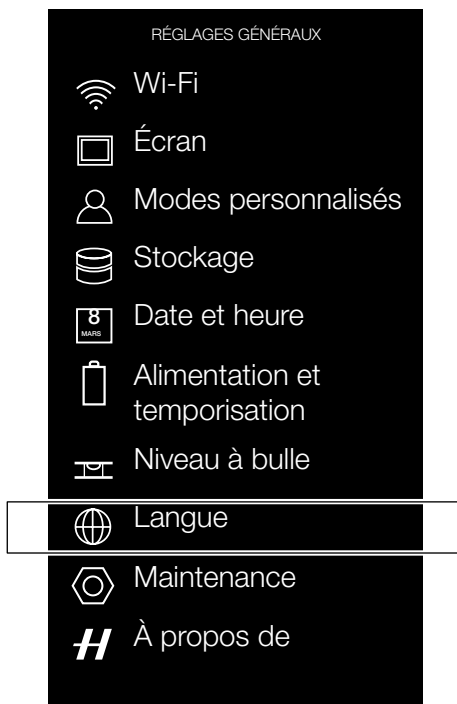 RÉGLAGES GÉNÉRAUX
Wi-Fi
Écran
Modes personnalisés
Stockage
8
MARS
Date et heure
Alimentation et
temporisation
Niveau à bulle
Langue
Maintenance
H
À propos de